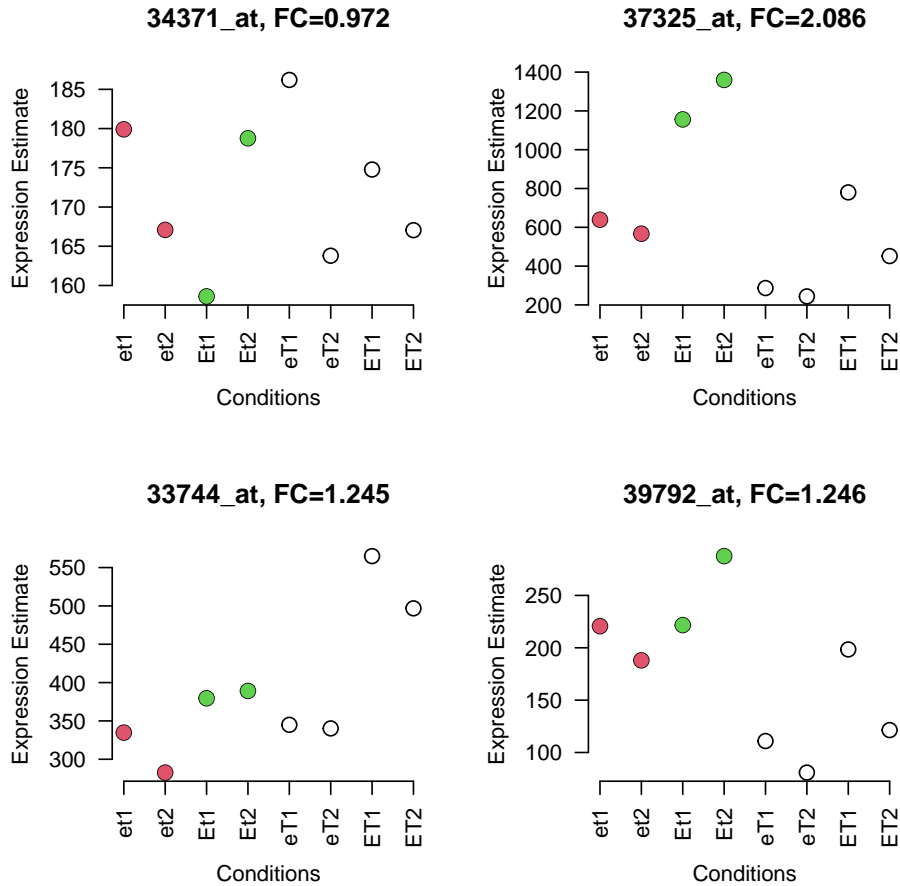 34371_at, FC=0.972
Expression Estimate
185
180
175
170
165
160
et1
et2
Et1
Et2
eT1
eT2
ET1
ET2
Conditions
37325_at, FC=2.086
Expression Estimate
1400
1200
1000
800
600
400
200
et1
et2
Et1
Et2
eT1
eT2
ET1
ET2
Conditions
33744_at, FC=1.245
Expression Estimate
550
500
450
400
350
300
et1
et2
Et1
Et2
eT1
eT2
ET1
ET2
Conditions
39792_at, FC=1.246
Expression Estimate
250
200
150
100
et1
et2
Et1
Et2
eT1
eT2
ET1
ET2
Conditions